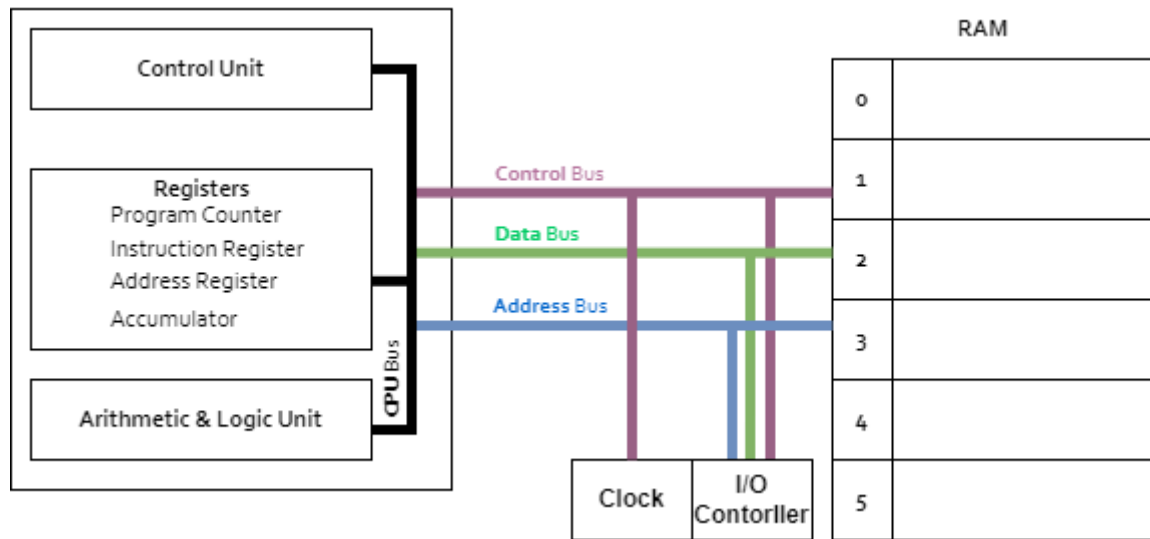 RAM
Control Unit
0
Control Bus
1
Registers
Program Counter
Instruction Register
Address Register
Accumulator
Data Bus
2
Address Bus
3
CPU Bus
Arithmetic & Logic Unit
4
Clock
I/O
Contorller
5